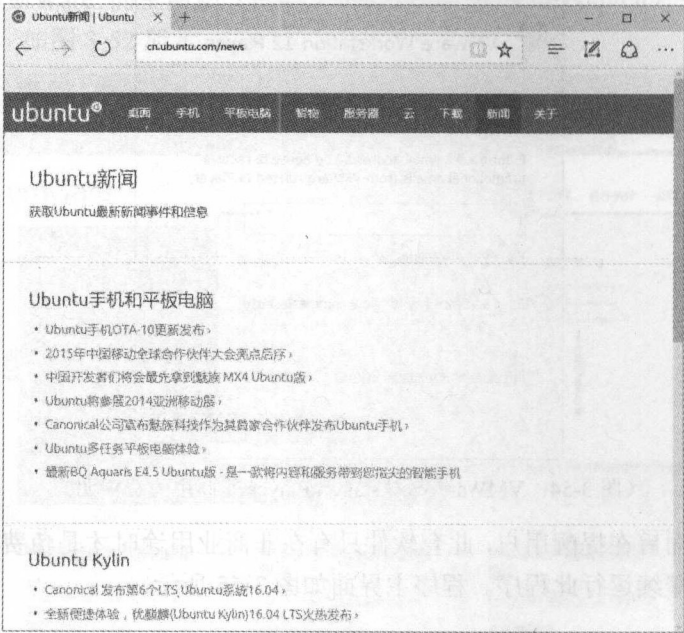 Ubuntu新闻 | Ubuntu
cn.ubuntu.com/news
ubuntu 桌面 手机 平板电脑 智物 服务器 云 下载 新闻 关于
Ubuntu新闻
获取Ubuntu最新新闻事件和信息
Ubuntu手机和平板电脑
• Ubuntu手机OTA-10更新发布 ›
• 2015年中国移动全球合作伙伴大会亮点后序 ›
• 中国开发者们将会最先拿到魅族 MX4 Ubuntu版 ›
• Ubuntu将参展2014亚洲移动展 ›
• Canonical公司宣布魅族科技作为其首家合作伙伴发布Ubuntu手机 ›
• Ubuntu多任务平板电脑体验 ›
• 最新BQ Aquaris E4.5 Ubuntu版 - 是一款将内容和服务带到您指尖的智能手机
Ubuntu Kylin
• Canonical 发布第6个LTS Ubuntu系统16.04 ›
• 全新便捷体验，优麒麟(Ubuntu Kylin)16.04 LTS火热发布 ›